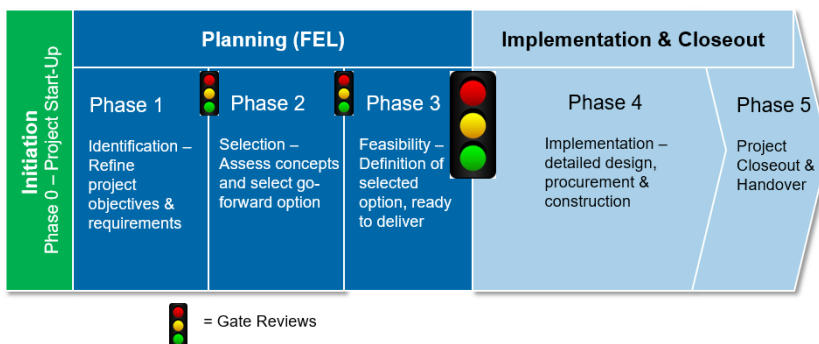 Initiation
Phase 0 – Project Start-Up
Planning (FEL)
Implementation & Closeout
Phase 1
Identification –
Refine
project
objectives &
requirements
Phase 2
Selection –
Assess concepts
and select go-
forward option
Phase 3
Feasibility –
Definition of
selected
option, ready
to deliver
Phase 4
Implementation –
detailed design,
procurement &
construction
Phase 5
Project
Closeout &
Handover
= Gate Reviews